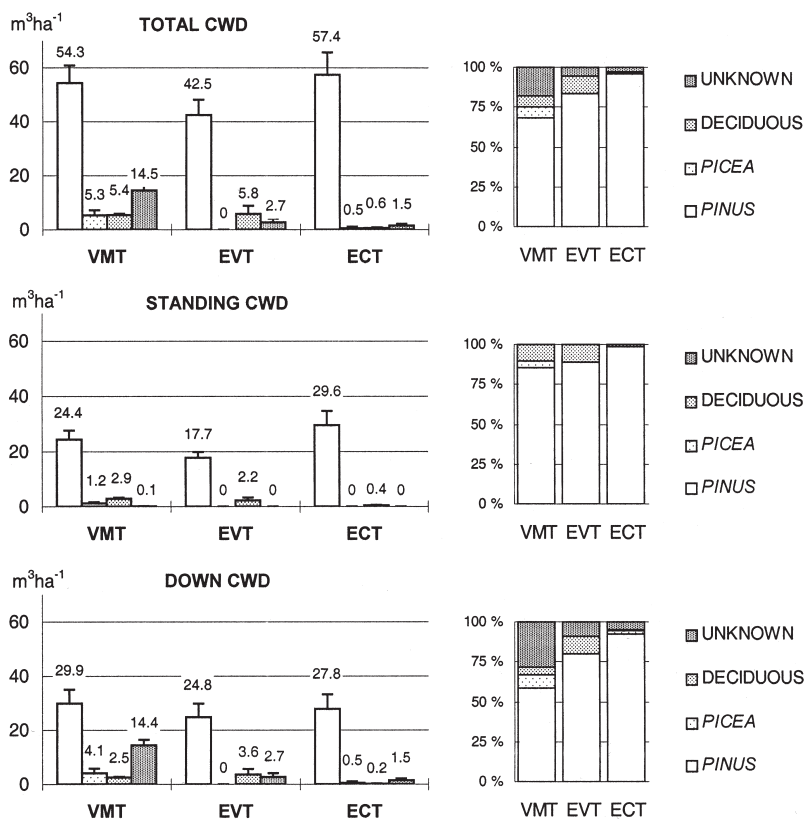 m³ha⁻¹
TOTAL CWD
54.3
57.4
60
42.5
40
20
14.5
5.3
5.4
0
5.8
2.7
0.5
0.6
1.5
0
VMT
EVT
ECT
100 %
75 %
50 %
25 %
0 %
VMT EVT ECT
UNKNOWN
DECIDUOUS
PICEA
PINUS
m³ha⁻¹
STANDING CWD
60
40
24.4
29.6
20
17.7
1.2
2.9
0.1
0
2.2
0
0
0.4
0
0
VMT
EVT
ECT
100 %
75 %
50 %
25 %
0 %
VMT EVT ECT
UNKNOWN
DECIDUOUS
PICEA
PINUS
m³ha⁻¹
DOWN CWD
60
40
29.9
24.8
27.8
20
14.4
4.1
2.5
0
3.6
2.7
0.5
0.2
1.5
0
VMT
EVT
ECT
100 %
75 %
50 %
25 %
0 %
VMT EVT ECT
UNKNOWN
DECIDUOUS
PICEA
PINUS